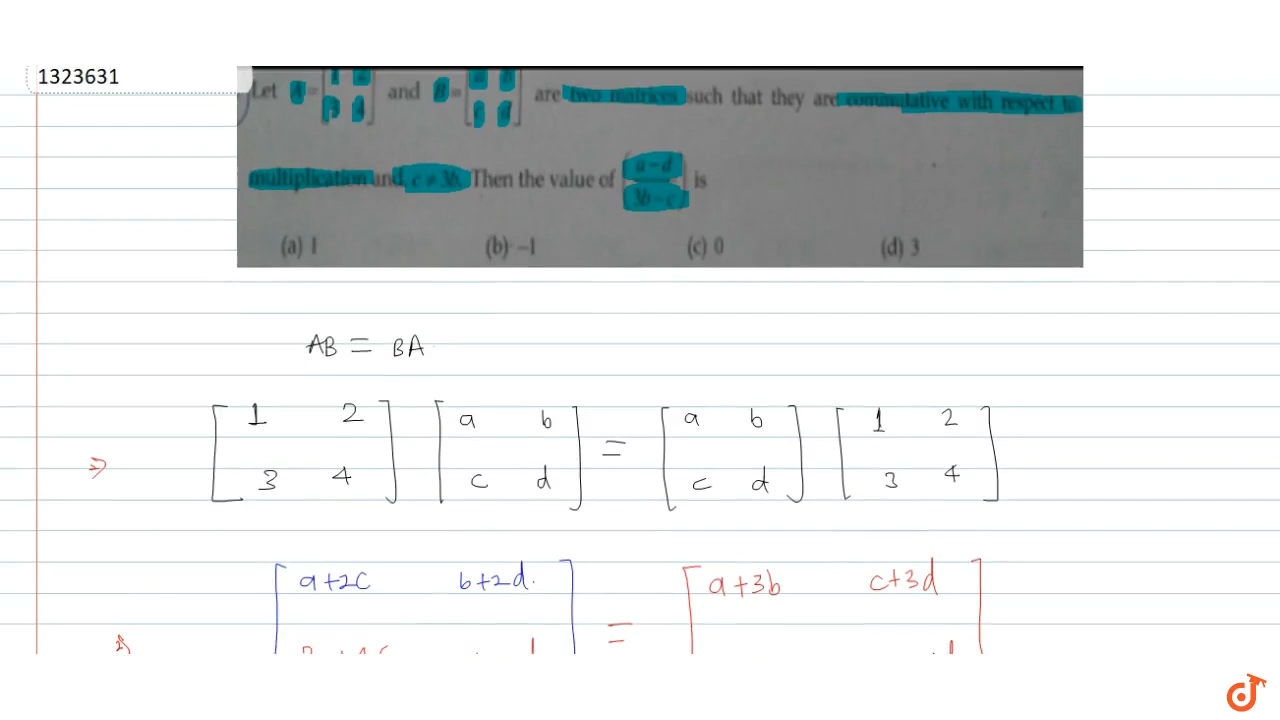 1323631
Let A = [1 2 3 4] and B = [a b c d] are two matrices such that they are commutative with respect to
multiplication and c ≠ 3b. Then the value of (a-d / 3b-c) is
(a) 1 (b) -1 (c) 0 (d) 3
AB = BA
⇒ [1 2 3 4] [a b c d] = [a b c d] [1 2 3 4]
[a+2c b+2d. = [a+3b c+3d